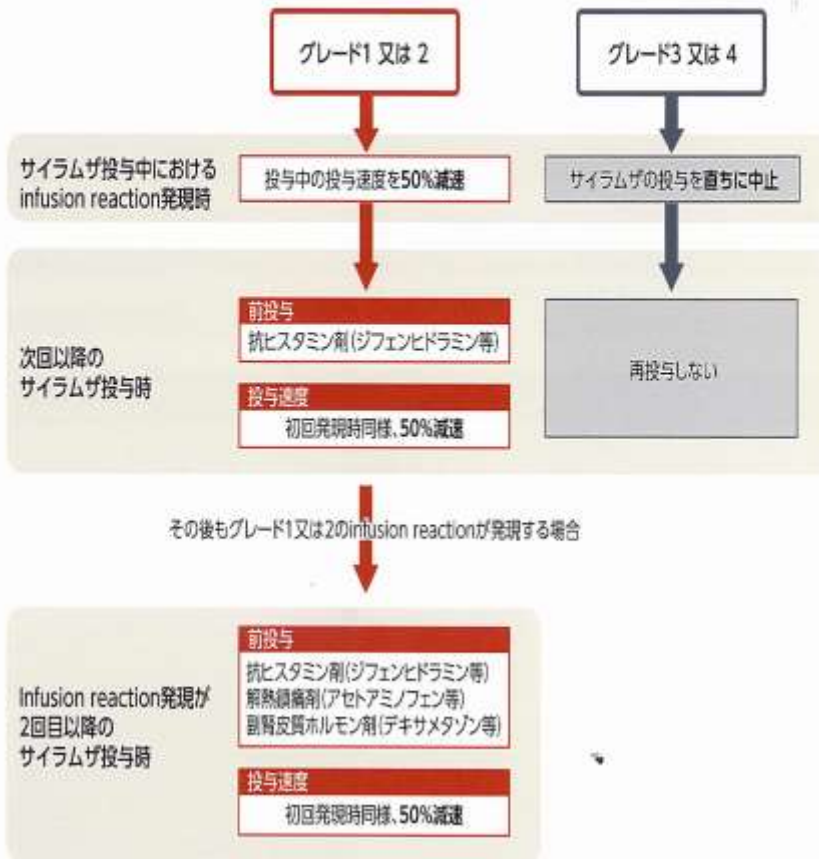 グレード1 又は 2
グレード3 又は 4
サイラムザ投与中における
infusion reaction発現時
投与中の投与速度を50%減速
サイラムザの投与を直ちに中止
次回以降の
サイラムザ投与時
前投与
抗ヒスタミン剤(ジフェンヒドラミン等)
投与速度
初回発現時同様、50%減速
再投与しない
その後もグレード1又は2のinfusion reactionが発現する場合
Infusion reaction発現が
2回目以降の
サイラムザ投与時
前投与
抗ヒスタミン剤(ジフェンヒドラミン等)
解熱鎮痛剤(アセトアミノフェン等)
副腎皮質ホルモン剤(デキサメタゾン等)
投与速度
初回発現時同様、50%減速